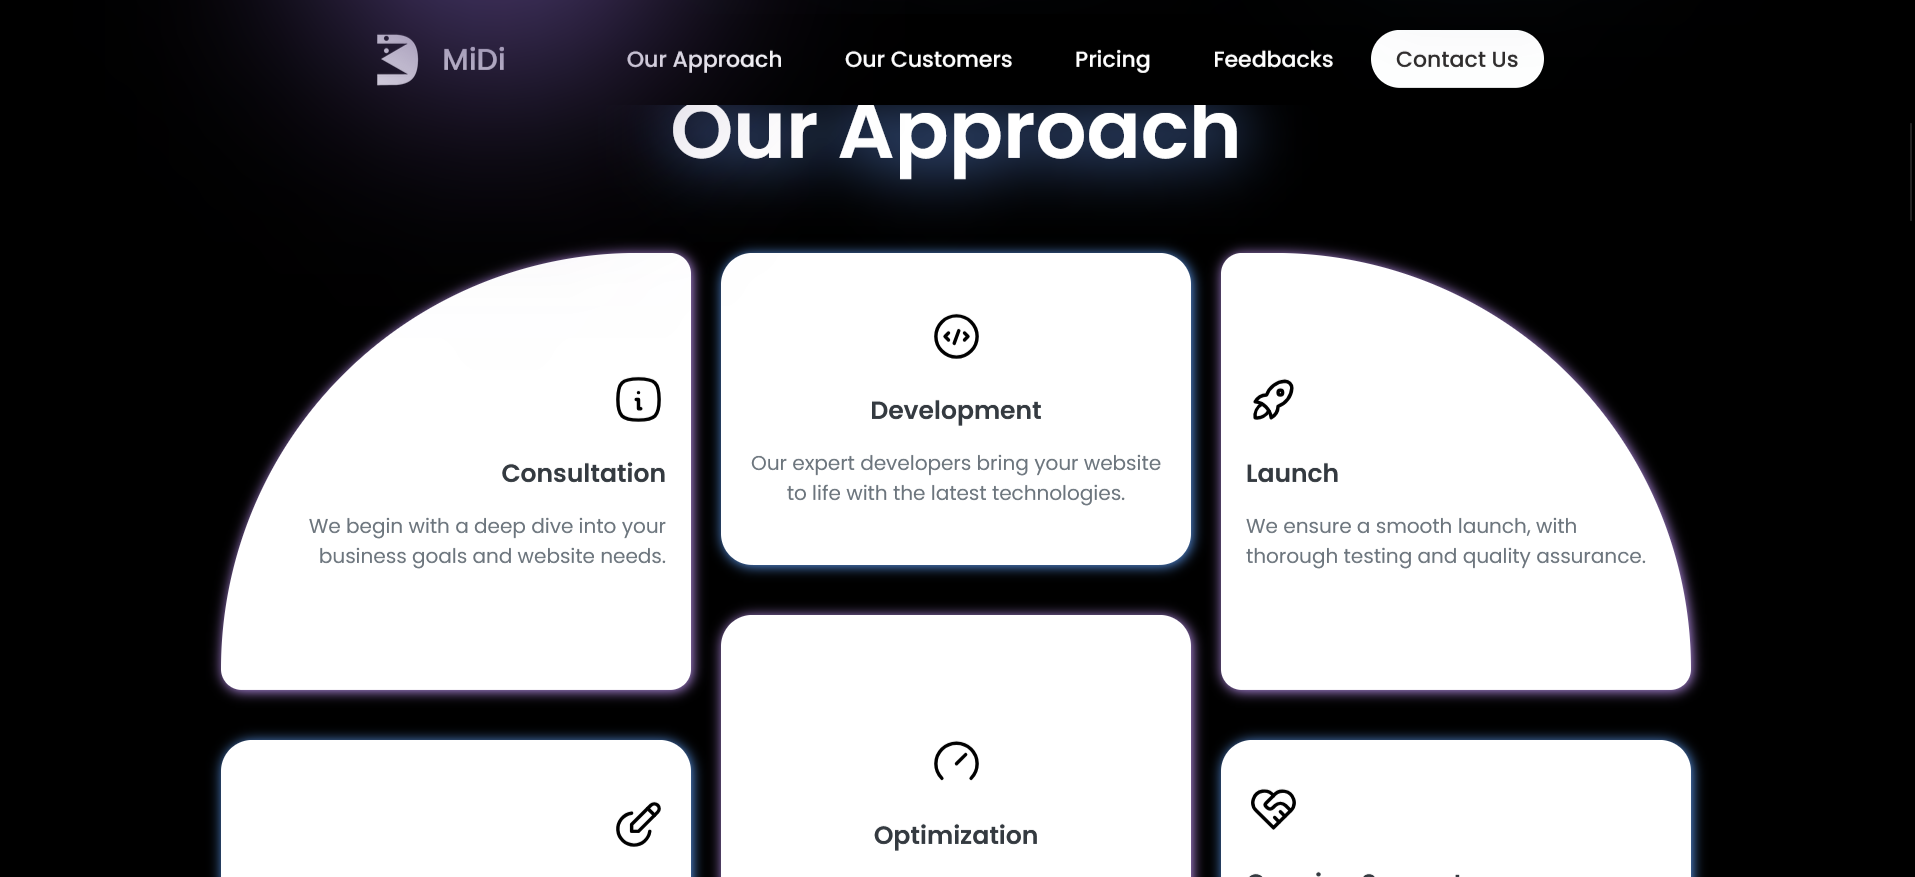 MiDi
Our Approach
Our Customers
Pricing
Feedbacks
Contact Us
Our Approach
Consultation
We begin with a deep dive into your
business goals and website needs.
Development
Our expert developers bring your website
to life with the latest technologies.
Launch
We ensure a smooth launch, with
thorough testing and quality assurance.
Optimization